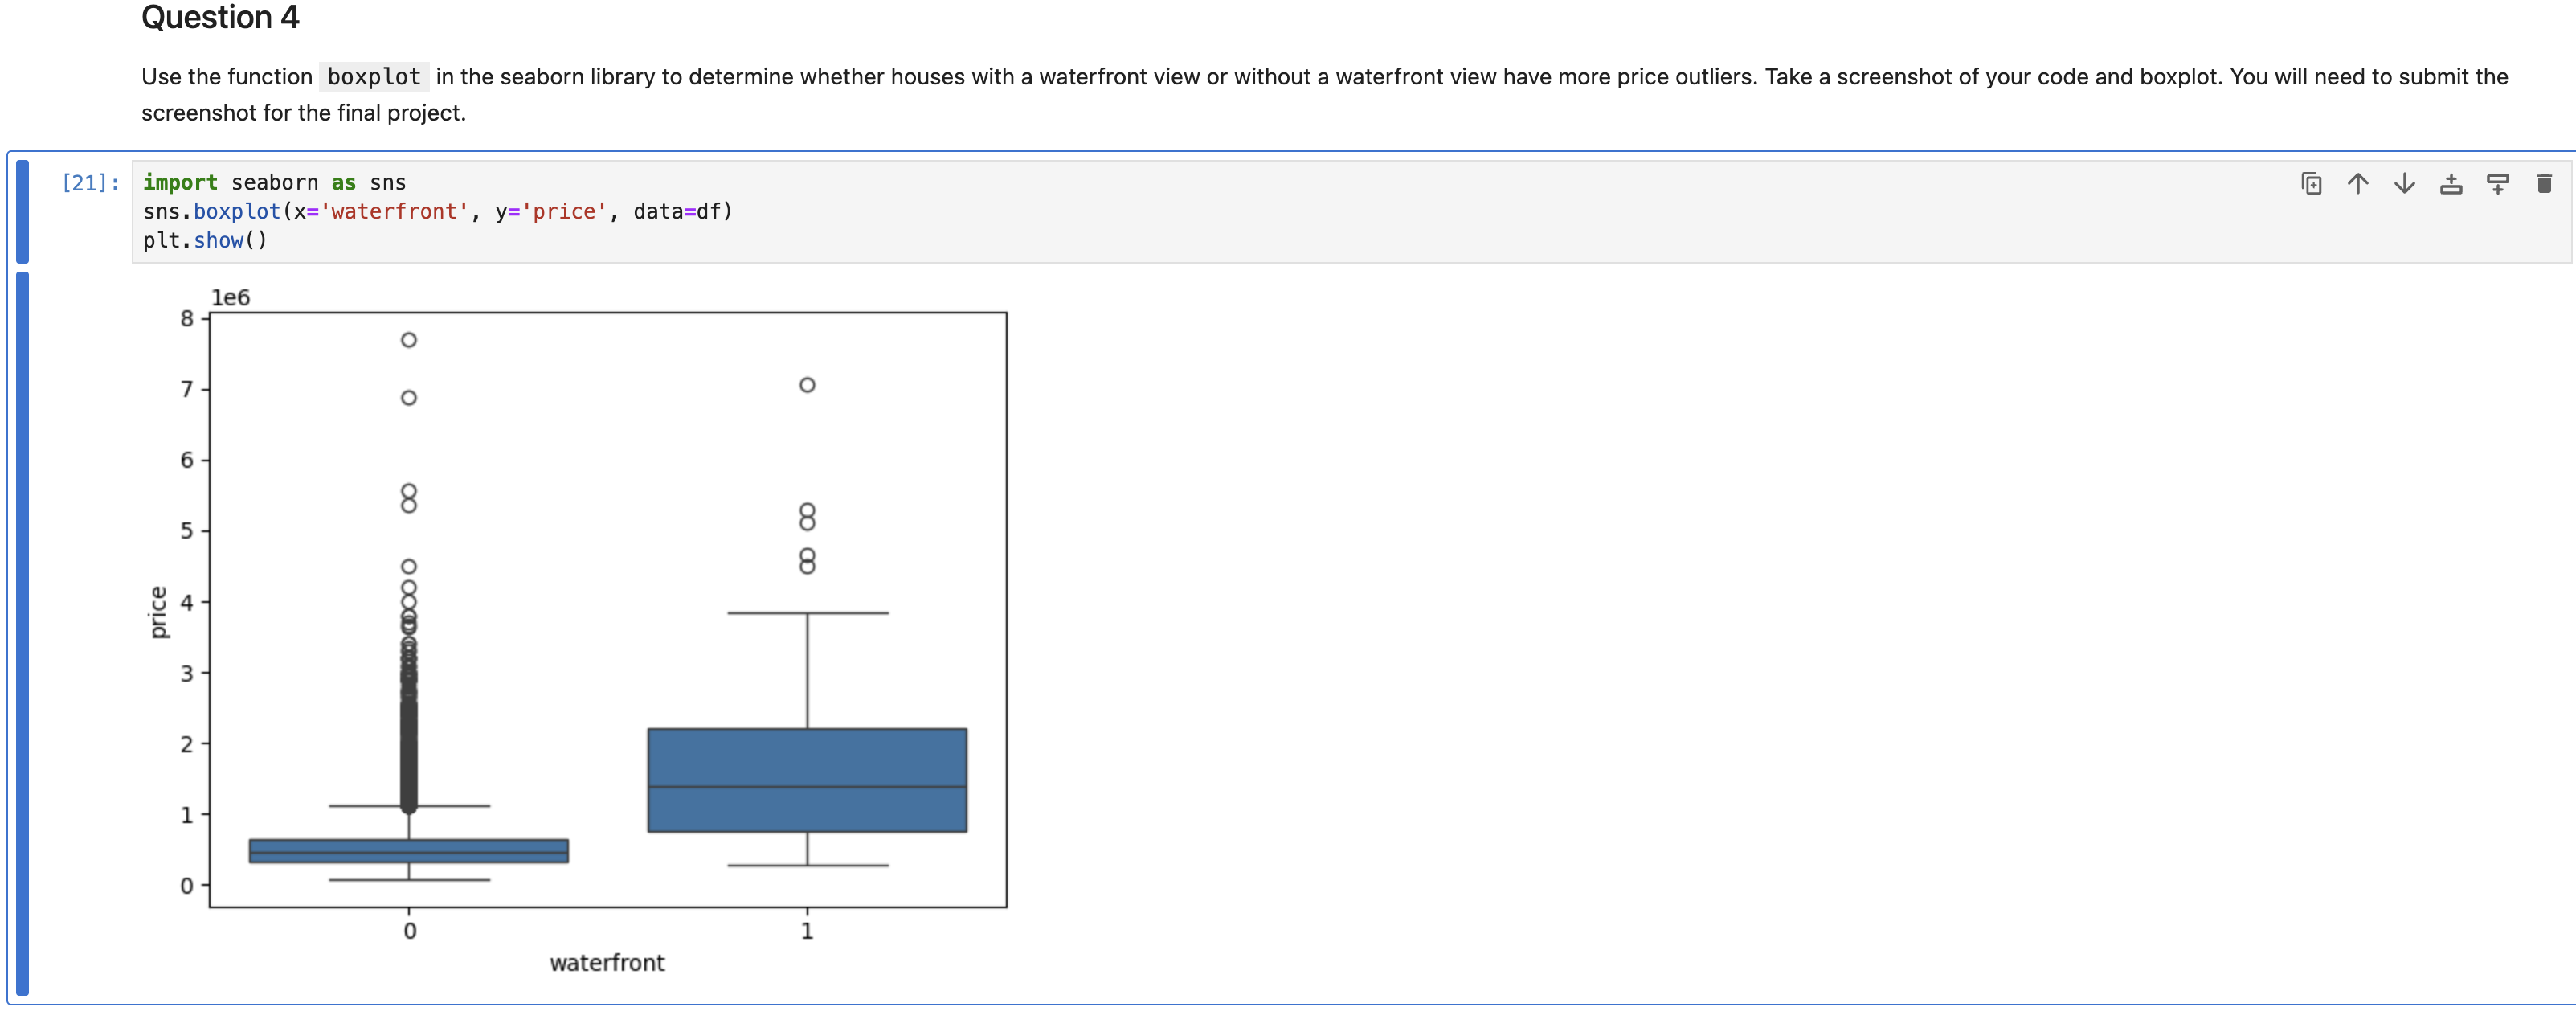 Question 4
Use the function boxplot in the seaborn library to determine whether houses with a waterfront view or without a waterfront view have more price outliers. Take a screenshot of your code and boxplot. You will need to submit the
screenshot for the final project.
[21]:
import seaborn as sns
sns.boxplot(x='waterfront', y='price', data=df)
plt.show()
1e6
8
7
6
5
4
3
2
1
0
price
0 1
waterfront